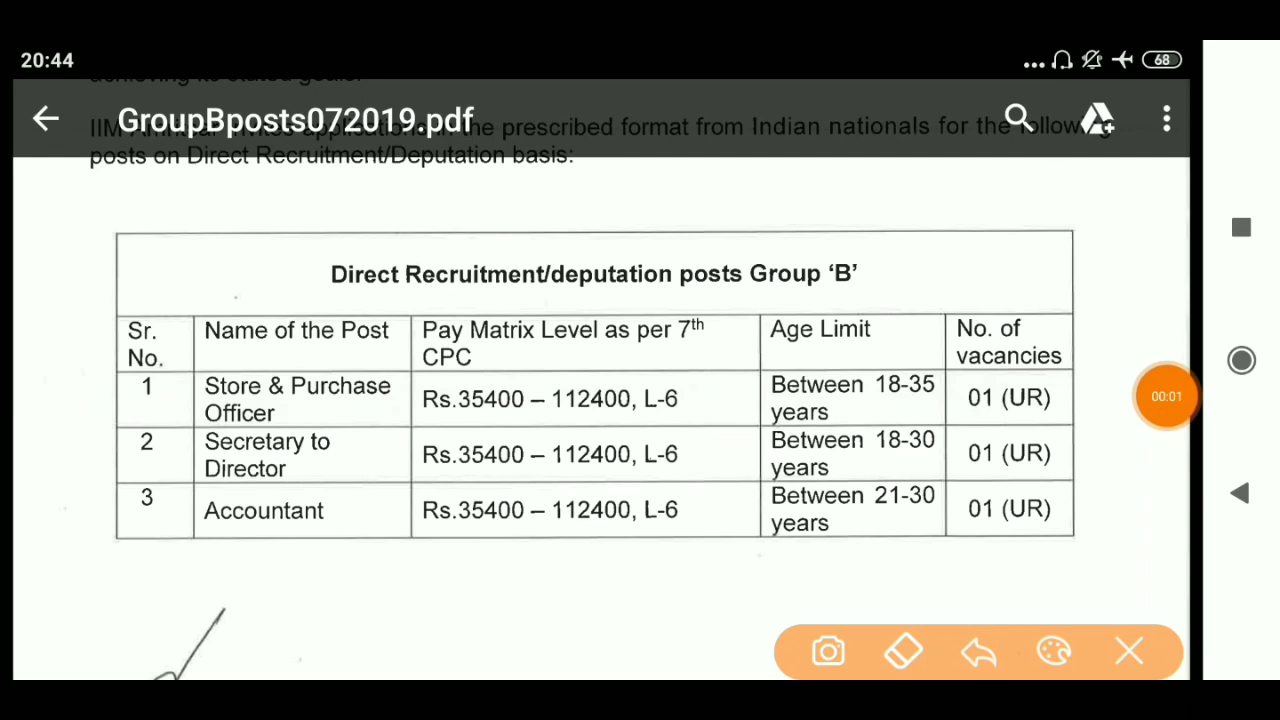 20:44
68
GroupBposts072019.pdf
the prescribed format from Indian nationals for the
posts on Direct Recruitment/Deputation basis:
Direct Recruitment/deputation posts Group ‘B’
Sr. No. Name of the Post Pay Matrix Level as per 7th CPC Age Limit No. of vacancies
1 Store & Purchase Officer Rs.35400 – 112400, L-6 Between 18-35 years 01 (UR)
2 Secretary to Director Rs.35400 – 112400, L-6 Between 18-30 years 01 (UR)
3 Accountant Rs.35400 – 112400, L-6 Between 21-30 years 01 (UR)
00:01